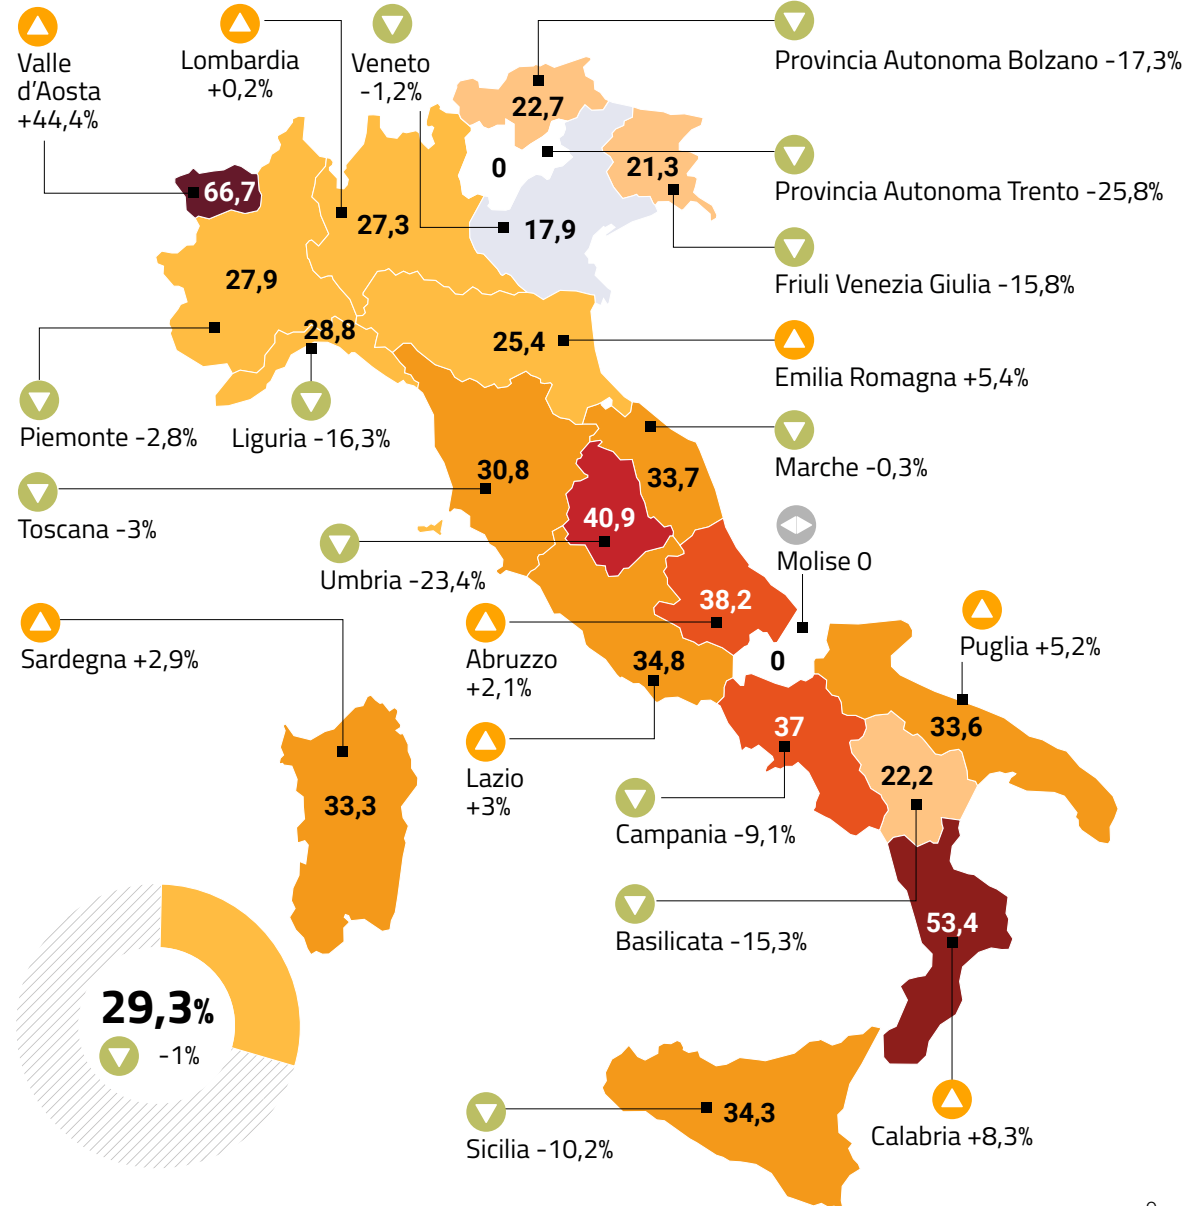 Valle
d'Aosta
+44,4%
Lombardia
+0,2%
Veneto
-1,2%
Provincia Autonoma Bolzano -17,3%
22,7
0
21,3
Provincia Autonoma Trento -25,8%
66,7
27,3
17,9
27,9
Friuli Venezia Giulia -15,8%
28,8
25,4
Emilia Romagna +5,4%
Piemonte -2,8%
Liguria -16,3%
Marche -0,3%
30,8
33,7
Toscana -3%
40,9
Molise 0
Umbria -23,4%
38,2
Sardegna +2,9%
Abruzzo
+2,1%
34,8
0
Puglia +5,2%
37
33,6
Lazio
+3%
22,2
33,3
Campania -9,1%
Basilicata -15,3%
53,4
29,3%
-1%
34,3
Sicilia -10,2%
Calabria +8,3%